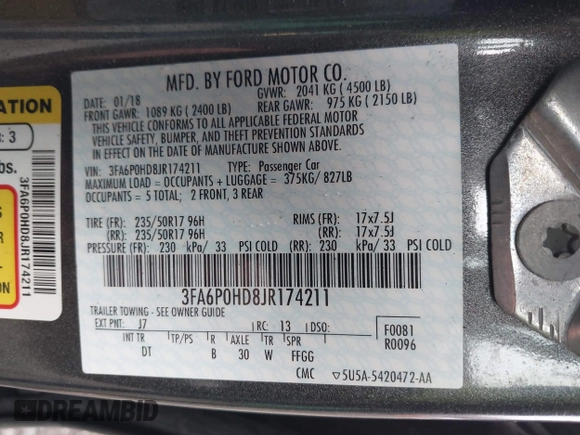 MFD. BY FORD MOTOR CO.
DATE: 01/18 GVWR: 2041 KG ( 4500 LB)
FRONT GAWR: 1089 KG ( 2400 LB) REAR GAWR: 975 KG ( 2150 LB)
THIS VEHICLE CONFORMS TO ALL APPLICABLE FEDERAL MOTOR
VEHICLE SAFETY, BUMPER, AND THEFT PREVENTION STANDARDS
IN EFFECT ON THE DATE OF MANUFACTURE SHOWN ABOVE.
VIN: 3FA6P0HD8JR174211 TYPE: Passenger Car
MAXIMUM LOAD = OCCUPANTS + LUGGAGE = 375KG/ 827LB
OCCUPANTS = 5 TOTAL; 2 FRONT, 3 REAR
TIRE (FR): 235/50R17 96H RIMS (FR): 17x7.5J
(RR): 235/50R17 96H (RR): 17x7.5J
PRESSURE (FR): 230 kPa/ 33 PSI COLD (RR): 230 kPa/ 33 PSI COLD
3FA6P0HD8JR174211
TRAILER TOWING - SEE OWNER GUIDE
EXT PNT: J7 RC: 13 DSO: F0081
R0096
INT TR TP/PS R AXLE TR SPR
DT B 30 W FFGG
CMC 5U5A-5420472-AA
ATION
: 3
bs.
3FA6P0HD8JR174211
DREAMBID